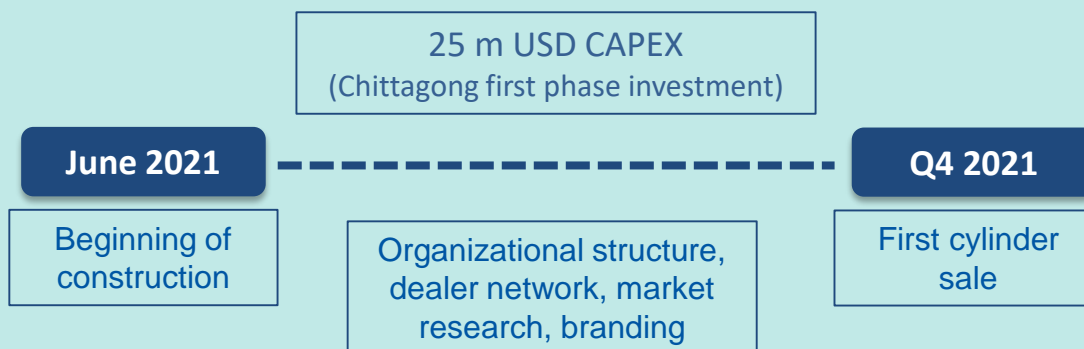 25 m USD CAPEX
(Chittagong first phase investment)
June 2021
Q4 2021
Beginning of
construction
Organizational structure,
dealer network, market
research, branding
First cylinder
sale